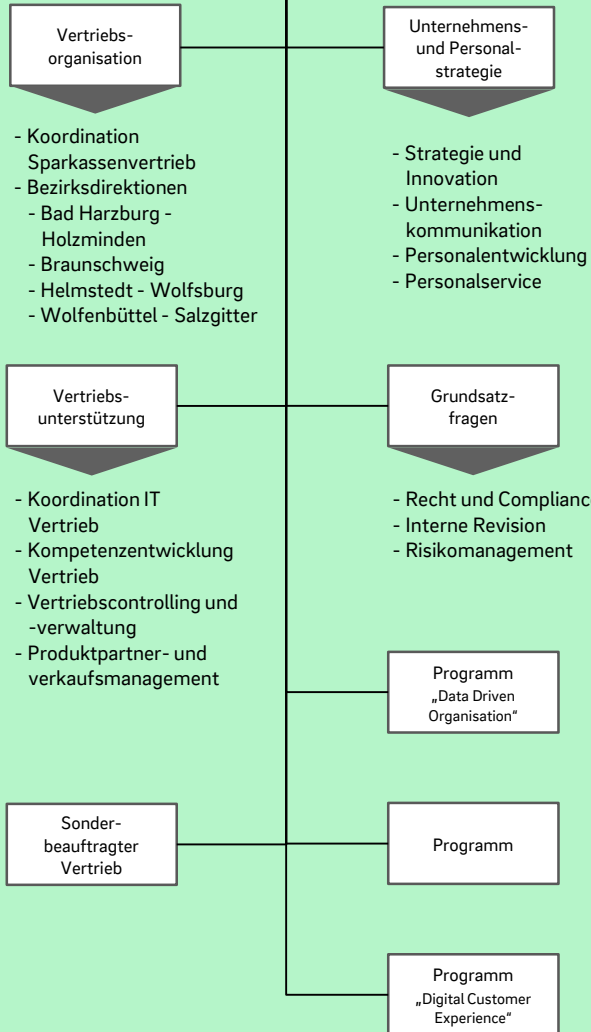 Vertriebs-
organisation
- Koordination
Sparkassenvertrieb
- Bezirksdirektionen
- Bad Harzburg -
Holzminden
- Braunschweig
- Helmstedt - Wolfsburg
- Wolfenbüttel - Salzgitter
Unternehmens-
und Personal-
strategie
- Strategie und
Innovation
- Unternehmens-
kommunikation
- Personalentwicklung
- Personalservice
Vertriebs-
unterstützung
- Koordination IT
Vertrieb
- Kompetenzentwicklung
Vertrieb
- Vertriebscontrolling und
-verwaltung
- Produktpartner- und
verkaufsmanagement
Grundsatz-
fragen
- Recht und Compliance
- Interne Revision
- Risikomanagement
Programm
„Data Driven
Organisation“
Sonder-
beauftragter
Vertrieb
Programm
Programm
„Digital Customer
Experience“